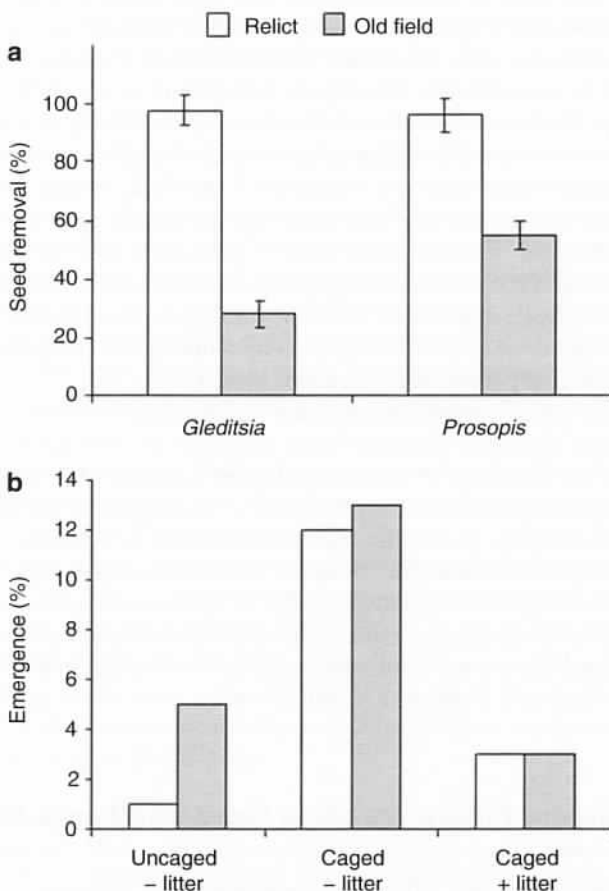 Relict Old field
a
Seed removal (%)
100
80
60
40
20
0
Gleditsia Prosopis
b
Emergence (%)
14
12
10
8
6
4
2
0
Uncaged Caged Caged
– litter – litter + litter